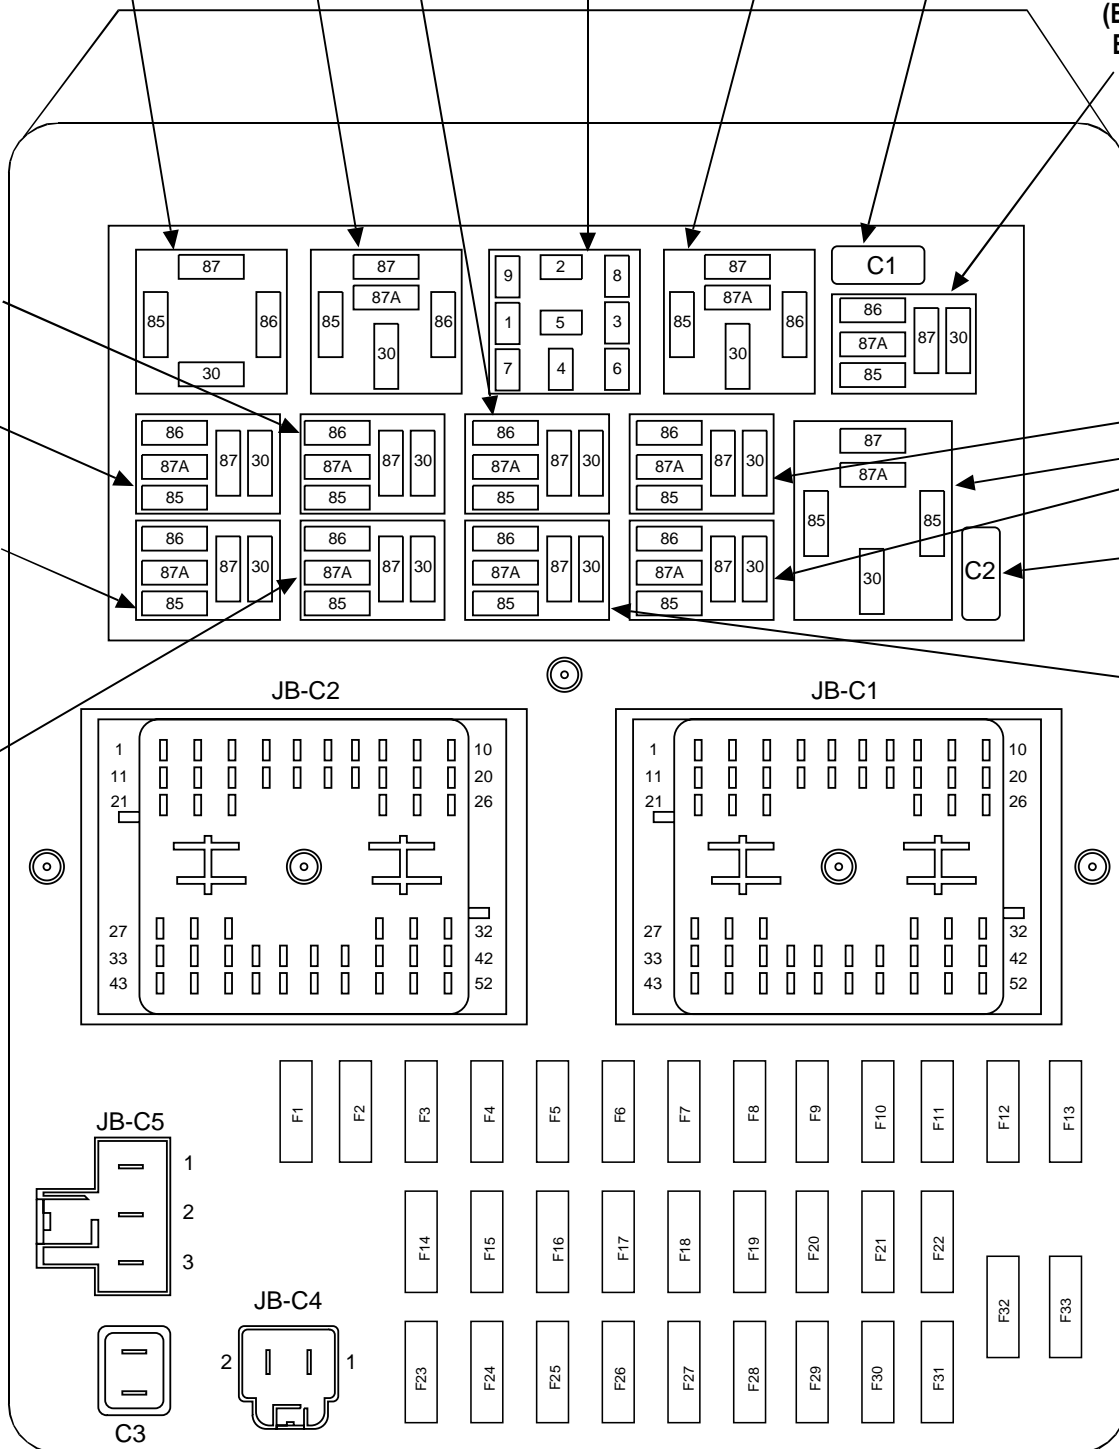 (E
E
87
85
86
30
87
87A
85
86
30
9
2
8
1
5
3
7
4
6
87
87A
85
86
30
C1
86
87A
85
87
30
86
87A
85
87
30
86
87A
85
87
30
86
87A
85
87
30
86
87A
85
87
30
87
87A
85
85
30
C2
86
87A
85
87
30
86
87A
85
87
30
86
87A
85
87
30
86
87A
85
87
30
JB-C2
1
10
11
20
21
26
27
32
33
42
43
52
JB-C1
1
10
11
20
21
26
27
32
33
42
43
52
F1
F2
F3
F4
F5
F6
F7
F8
F9
F10
F11
F12
F13
JB-C5
1
2
3
F14
F15
F16
F17
F18
F19
F20
F21
F22
F32
F33
JB-C4
2
1
C3
F23
F24
F25
F26
F27
F28
F29
F30
F31